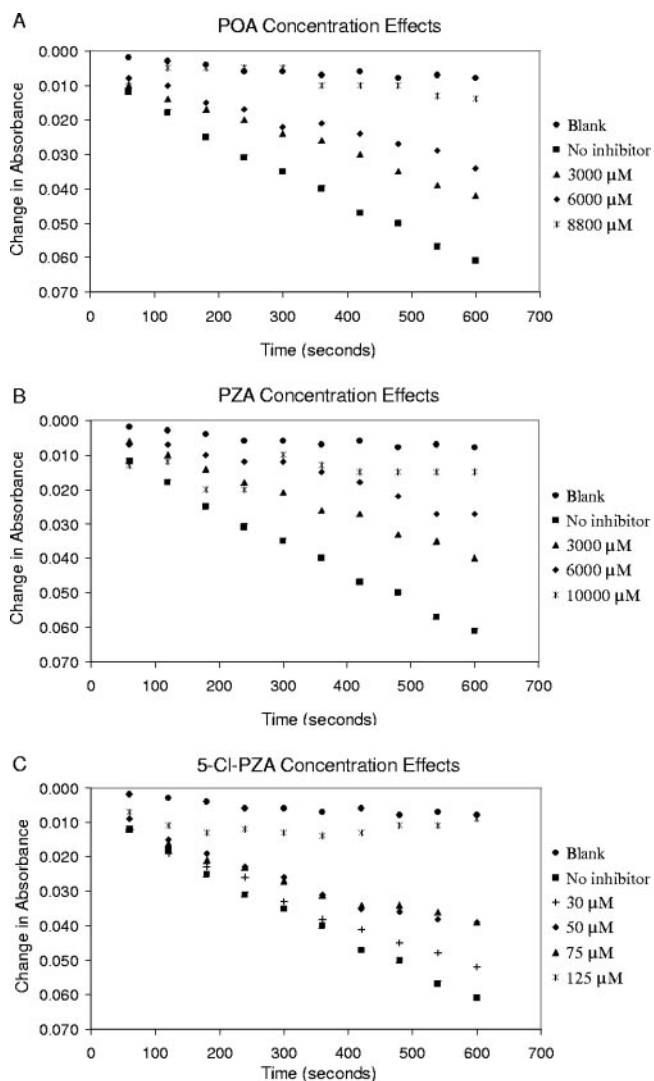 A
POA Concentration Effects
0.000
0.010
0.020
0.030
0.040
0.050
0.060
0.070
Change in Absorbance
0 100 200 300 400 500 600 700
Time (seconds)
Blank
No inhibitor
3000 µM
6000 µM
8800 µM
B
PZA Concentration Effects
0.000
0.010
0.020
0.030
0.040
0.050
0.060
0.070
Change in Absorbance
0 100 200 300 400 500 600 700
Time (seconds)
Blank
No inhibitor
3000 µM
6000 µM
10000 µM
C
5-Cl-PZA Concentration Effects
0.000
0.010
0.020
0.030
0.040
0.050
0.060
0.070
Change in Absorbance
0 100 200 300 400 500 600 700
Time (seconds)
Blank
No inhibitor
30 µM
50 µM
75 µM
125 µM